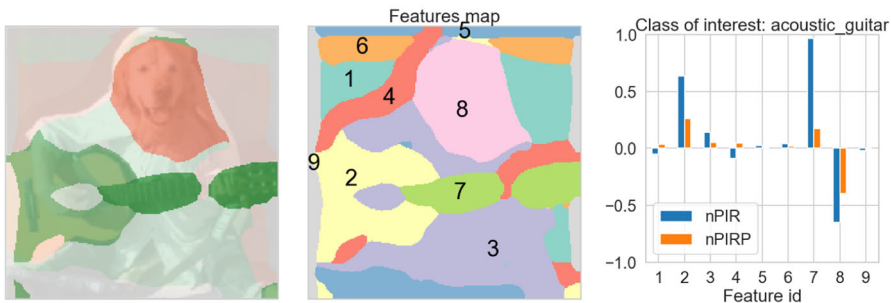 Features map
5
6
1
4
8
9
2
7
3
Class of interest: acoustic_guitar
1.0
0.5
0.0
−0.5
−1.0
nPIR
nPIRP
1 2 3 4 5 6 7 8 9
Feature id